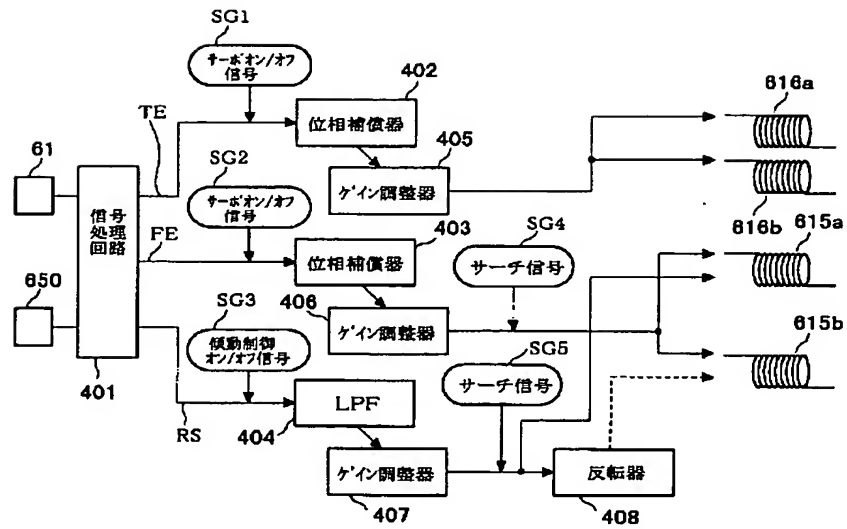 SG1
サーボオン/オフ
信号
402
616a
TE
位相補償器
405
61
SG2
ゲイン調整器
サーボオン/オフ
信号
信号
処理
回路
FE
403
SG4
616b
615a
位相補償器
サーチ信号
650
SG3
406
傾動制御
オン/オフ信号
ゲイン調整器
615b
401
SG5
サーチ信号
LPF
RS
404
ゲイン調整器
反転器
407
408